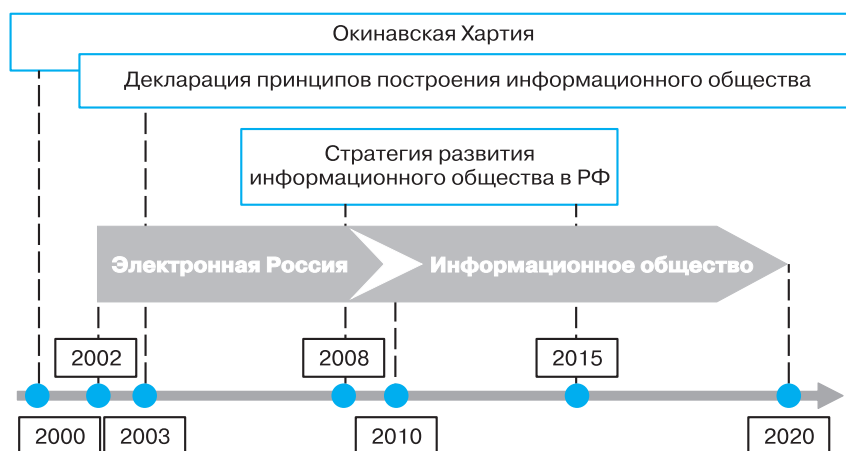 Окинавская Хартия
Декларация принципов построения информационного общества
Стратегия развития
информационного общества в РФ
Электронная Россия
Информационное общество
2002
2008
2015
2000
2003
2010
2020